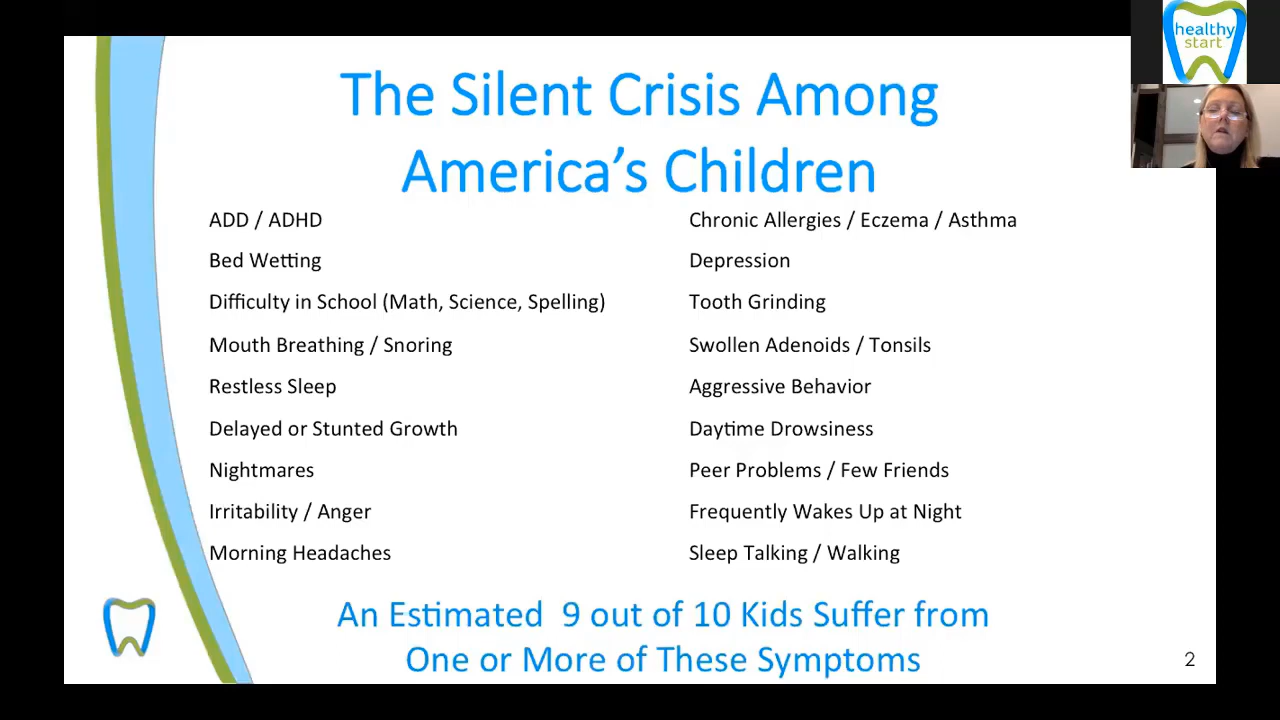 healthy
start
The Silent Crisis Among
America's Children
ADD / ADHD
Bed Wetting
Difficulty in School (Math, Science, Spelling)
Mouth Breathing / Snoring
Restless Sleep
Delayed or Stunted Growth
Nightmares
Irritability / Anger
Morning Headaches
Chronic Allergies / Eczema / Asthma
Depression
Tooth Grinding
Swollen Adenoids / Tonsils
Aggressive Behavior
Daytime Drowsiness
Peer Problems / Few Friends
Frequently Wakes Up at Night
Sleep Talking / Walking
An Estimated 9 out of 10 Kids Suffer from
One or More of These Symptoms
2